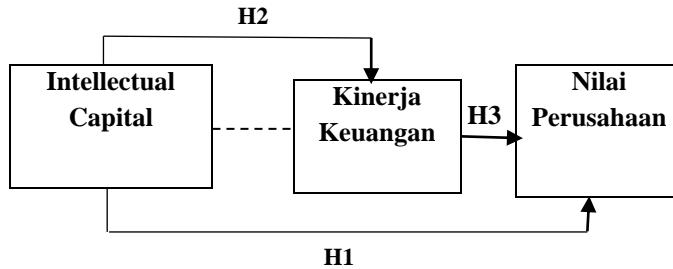 H2
Intellectual
Capital
Kinerja
Keuangan
H3
Nilai
Perusahaan
H1